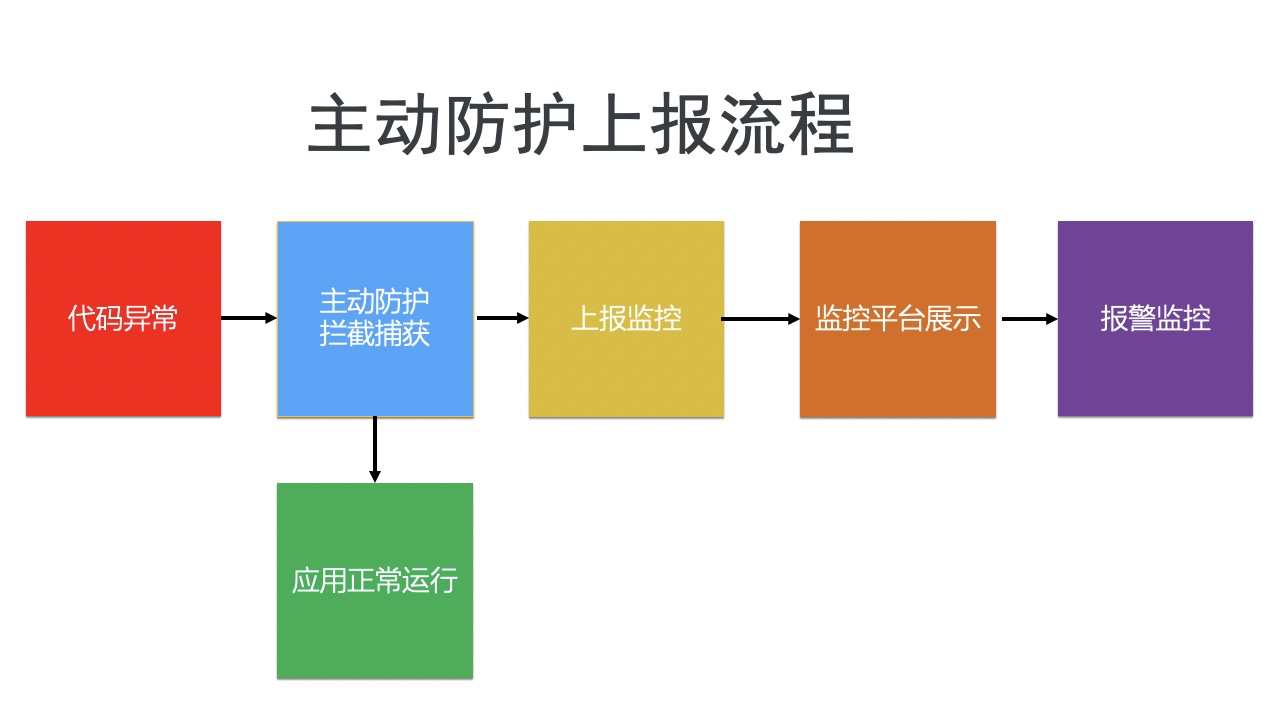 主动防护上报流程
代码异常
主动防护
拦截捕获
上报监控
监控平台展示
报警监控
应用正常运行